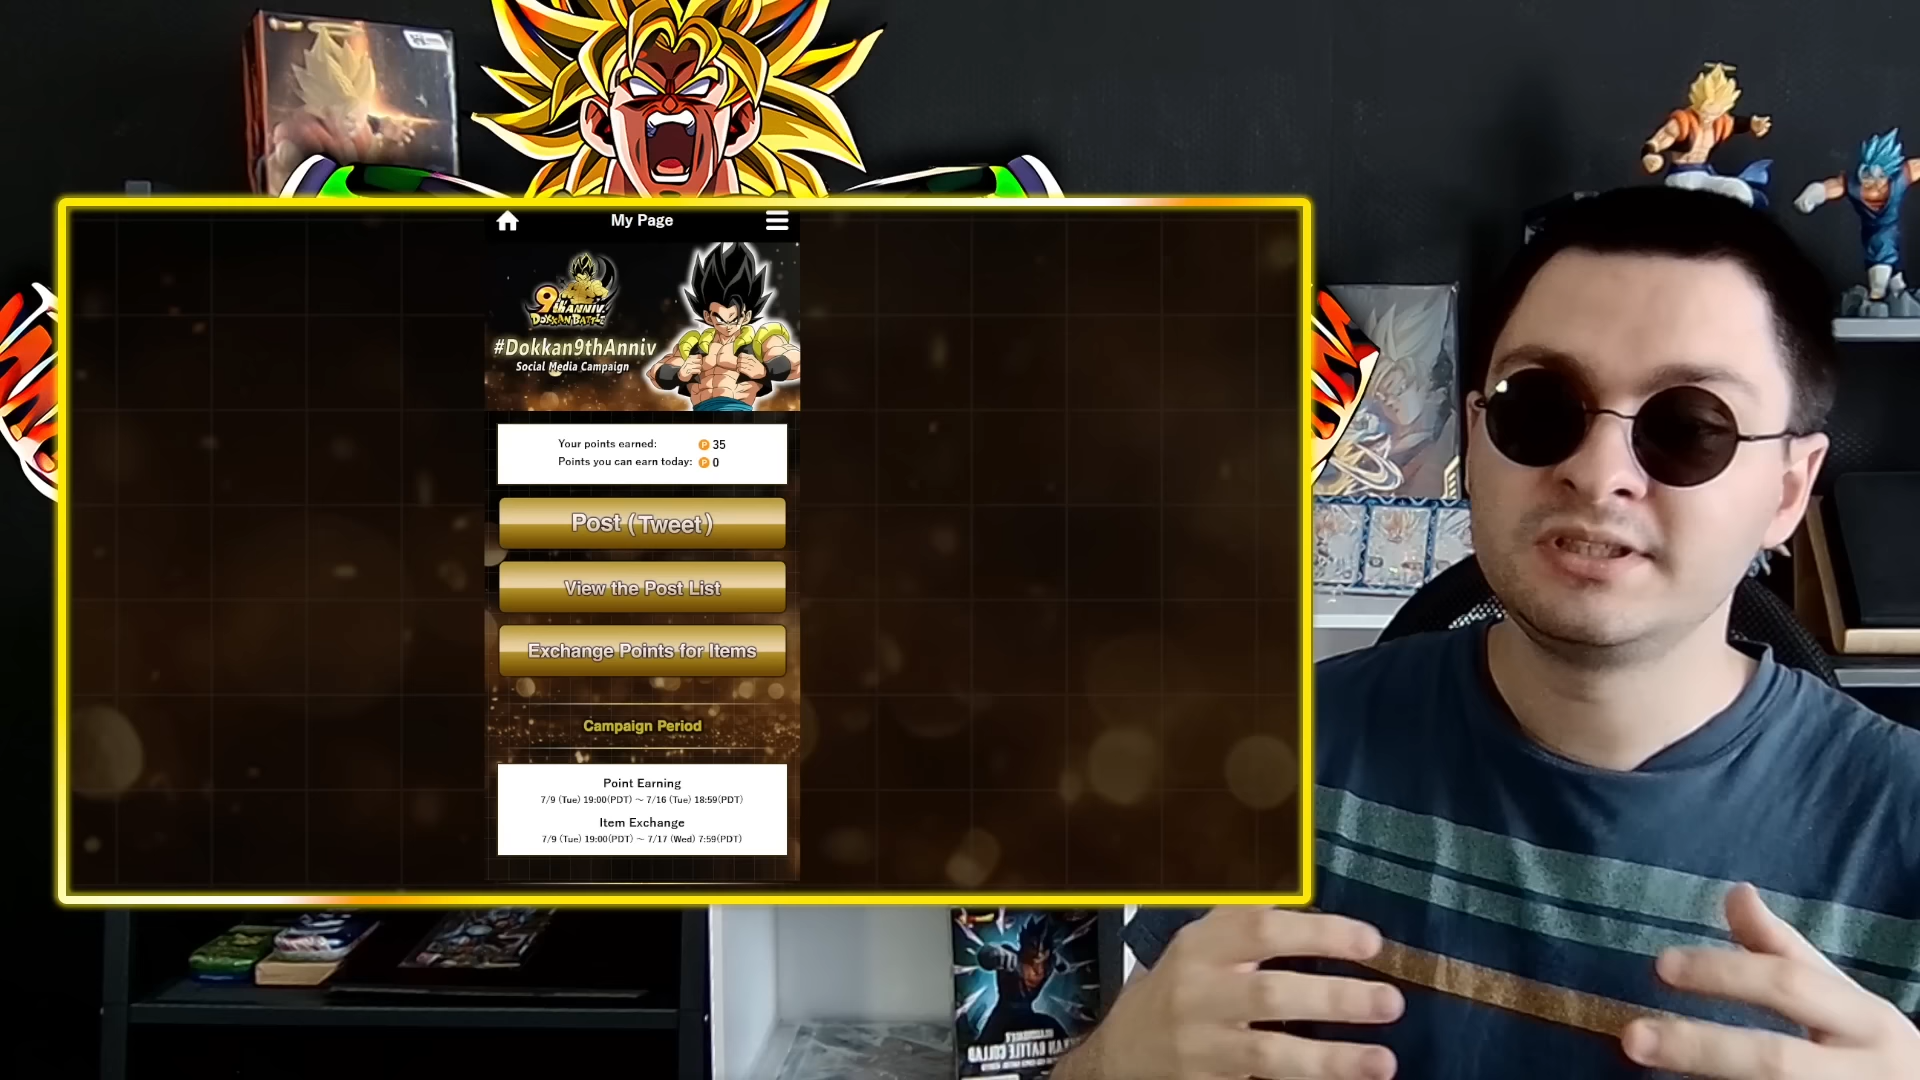 My Page
9th ANNIV.
DOKKAN BATTLE
#Dokkan9thAnniv
Social Media Campaign
Your points earned: P 35
Points you can earn today: P 0
Post (Tweet)
View the Post List
Exchange Points for Items
Campaign Period
Point Earning
7/9 (Tue) 19:00(PDT) ～ 7/16 (Tue) 18:59(PDT)
Item Exchange
7/9 (Tue) 19:00(PDT) ～ 7/17 (Wed) 7:59(PDT)